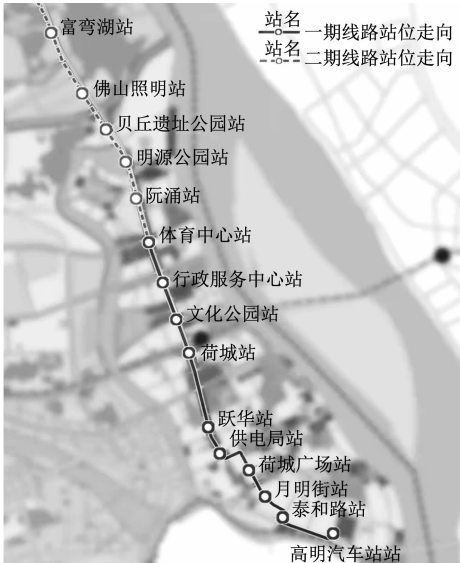 站名
一期线路站位走向
站名
二期线路站位走向
富弯湖站
佛山照明站
贝丘遗址公园站
明源公园站
阮涌站
体育中心站
行政服务中心站
文化公园站
荷城站
跃华站
供电局站
荷城广场站
月明街站
泰和路站
高明汽车站站